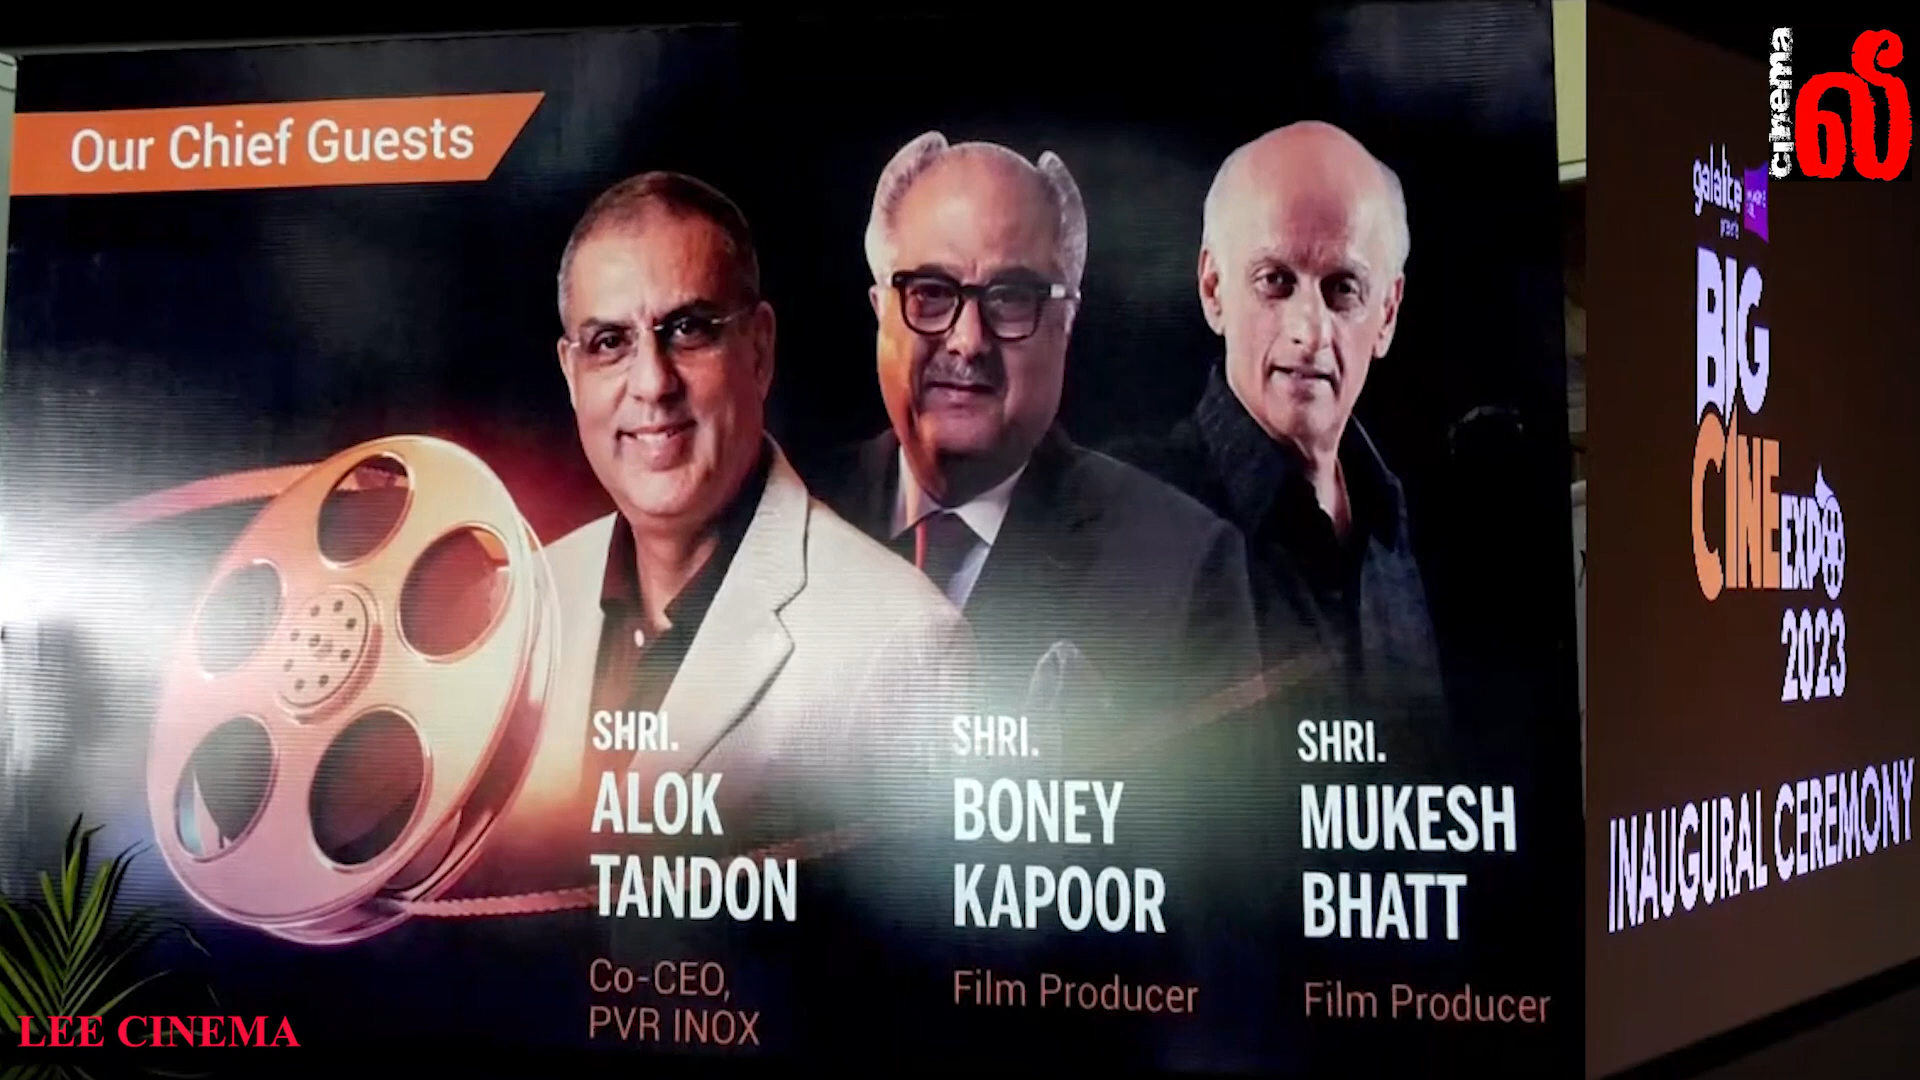 Our Chief Guests
SHRI.
ALOK
TANDON
Co-CEO,
PVR INOX
SHRI.
BONEY
KAPOOR
Film Producer
SHRI.
MUKESH
BHATT
Film Producer
LEE CINEMA
cinema
லீ
galatte
BIG
CINE
EXPO
2023
INAUGURAL CEREMONY